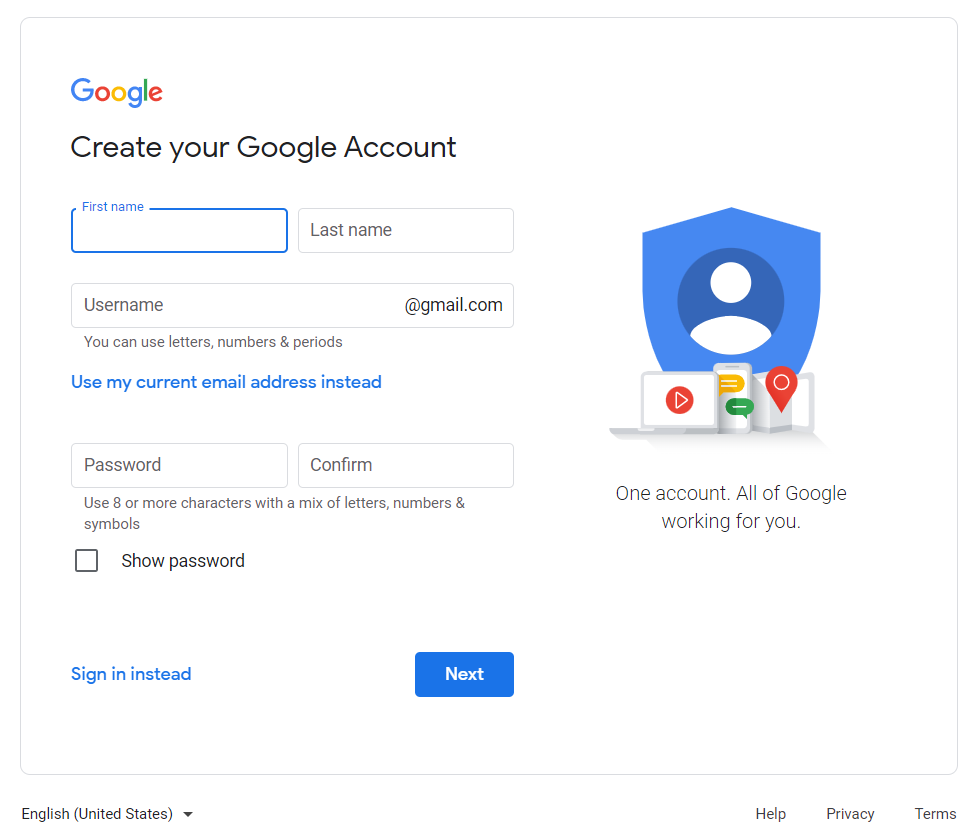 Google
Create your Google Account
First name
Last name
Username @gmail.com
You can use letters, numbers & periods
Use my current email address instead
Password
Confirm
Use 8 or more characters with a mix of letters, numbers &
symbols
Show password
Sign in instead
Next
One account. All of Google
working for you.
English (United States)
Help
Privacy
Terms